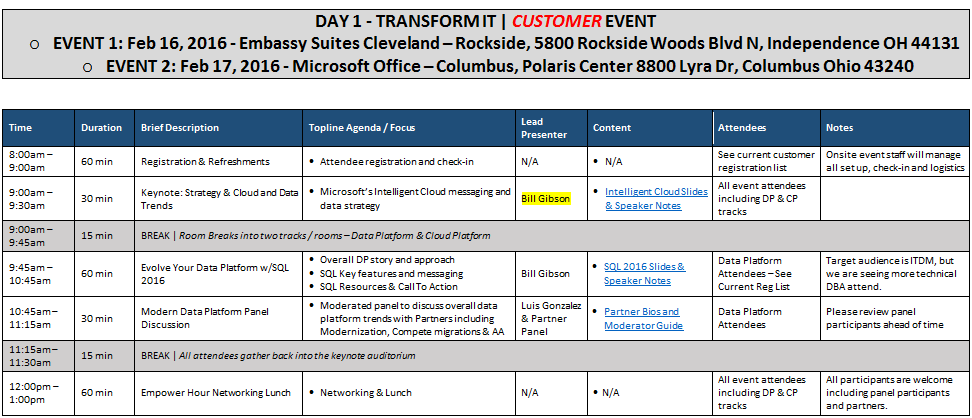 DAY 1 - TRANSFORM IT | CUSTOMER EVENT
o EVENT 1: Feb 16, 2016 - Embassy Suites Cleveland – Rockside, 5800 Rockside Woods Blvd N, Independence OH 44131
o EVENT 2: Feb 17, 2016 - Microsoft Office – Columbus, Polaris Center 8800 Lyra Dr, Columbus Ohio 43240
Time Duration Brief Description Topline Agenda / Focus Lead Presenter Content Attendees Notes
8:00am –
9:00am
60 min
Registration & Refreshments
• Attendee registration and check-in
N/A
• N/A
See current customer
registration list
Onsite event staff will manage
all set up, check-in and logistics
9:00am –
9:30am
30 min
Keynote: Strategy & Cloud and Data
Trends
• Microsoft's Intelligent Cloud messaging and
data strategy
Bill Gibson
• Intelligent Cloud Slides
& Speaker Notes
All event attendees
including DP & CP
tracks
9:00am –
9:45am
15 min
BREAK | Room Breaks into two tracks / rooms – Data Platform & Cloud Platform
9:45am –
10:45am
60 min
Evolve Your Data Platform w/SQL
2016
• Overall DP story and approach
• SQL Key features and messaging
• SQL Resources & Call To Action
Bill Gibson
• SQL 2016 Slides &
Speaker Notes
Data Platform
Attendees – See
Current Reg List
Target audience is ITDM, but
we are seeing more technical
DBA attend.
10:45am –
11:15am
30 min
Modern Data Platform Panel
Discussion
• Moderated panel to discuss overall data
platform trends with Partners including
Modernization, Compete migrations & AA
Luis Gonzalez
& Partner
Panel
• Partner Bios and
Moderator Guide
Data Platform
Attendees
Please review panel
participants ahead of time
11:15am –
11:30am
15 min
BREAK | All attendees gather back into the keynote auditorium
12:00pm –
1:00pm
60 min
Empower Hour Networking Lunch
• Networking & Lunch
N/A
• N/A
All event attendees
including DP & CP
tracks
All participants are welcome
including panel participants
and partners.